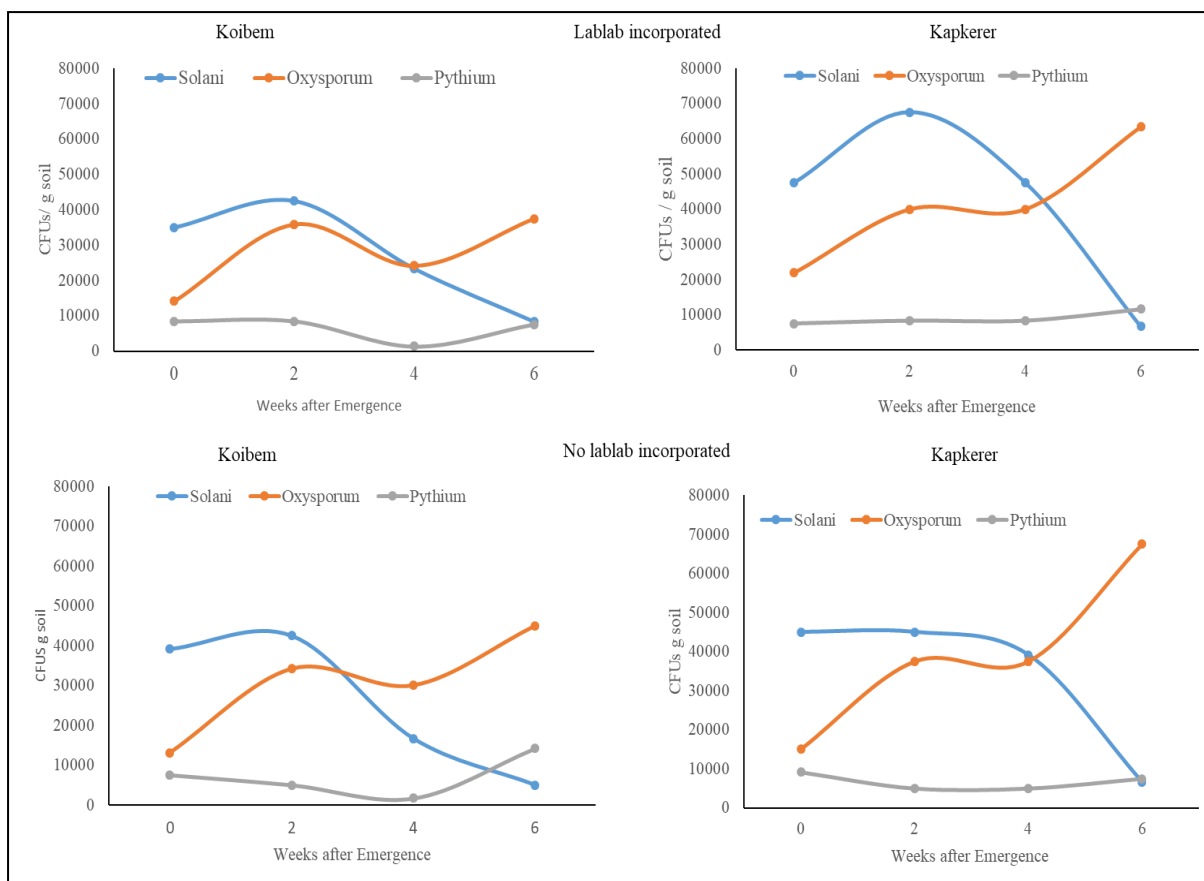 Koibem
Lablab incorporated
Kapkerer
Solani Oxysporum Pythium
80000
70000
60000
50000
40000
30000
20000
10000
0
CFUs/ g soil
0 2 4 6
Weeks after Emergence
Solani Oxysporum Pythium
80000
70000
60000
50000
40000
30000
20000
10000
0
CFUs / g soil
0 2 4 6
Weeks after Emergence
Koibem
No lablab incorporated
Kapkerer
Solani Oxysporum Pythium
80000
70000
60000
50000
40000
30000
20000
10000
0
CFUS g soil
0 2 4 6
Weeks after Emergence
Solani Oxysporum Pythium
80000
70000
60000
50000
40000
30000
20000
10000
0
CFUs g soil
0 2 4 6
Weeks after Emergence